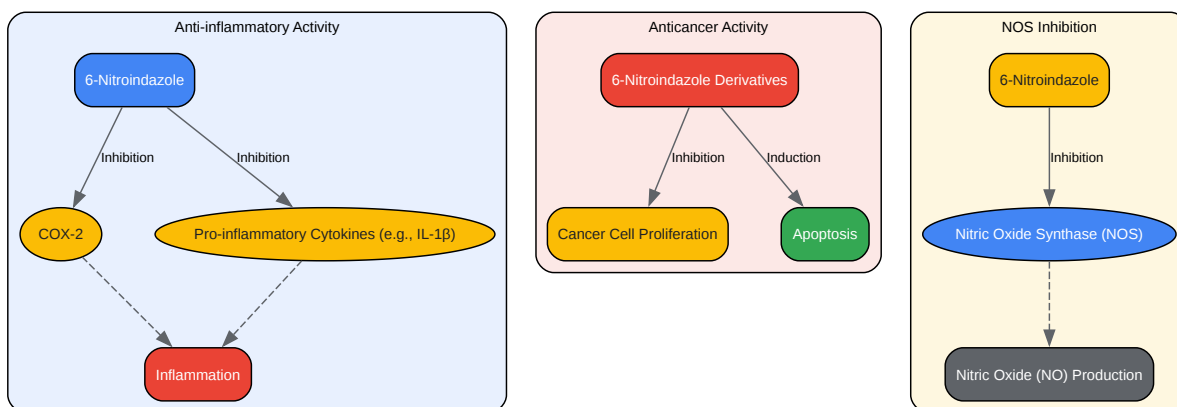 Anti-inflammatory Activity
6-Nitroindazole
Inhibition
Inhibition
COX-2
Pro-inflammatory Cytokines (e.g., IL-1β)
Inflammation
Anticancer Activity
6-Nitroindazole Derivatives
Inhibition
Induction
Cancer Cell Proliferation
Apoptosis
NOS Inhibition
6-Nitroindazole
Inhibition
Nitric Oxide Synthase (NOS)
Nitric Oxide (NO) Production